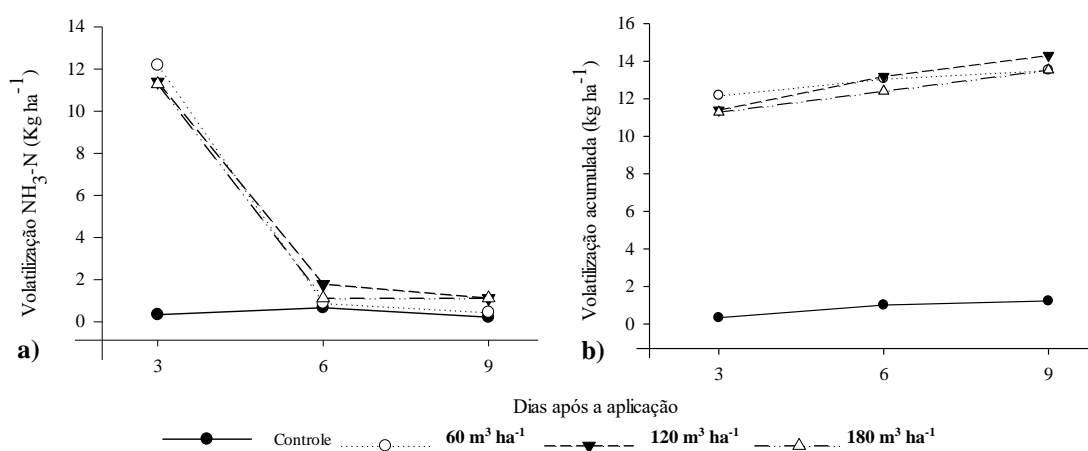 Volatilização NH3-N (Kg ha-1)
14
12
10
8
6
4
2
0
a)
3
6
9
Volatilização acumulada (kg ha-1)
16
14
12
10
8
6
4
2
0
b)
3
6
9
Dias após a aplicação
Controle
60 m³ ha-1
120 m³ ha-1
180 m³ ha-1